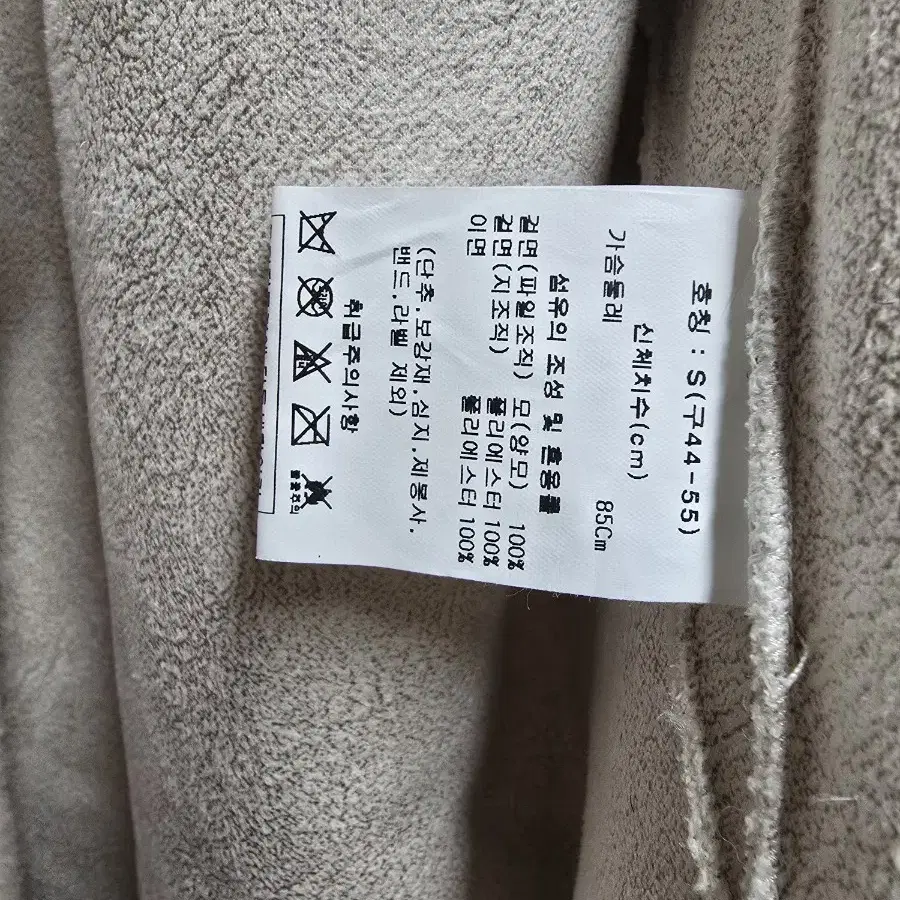 호칭 : S(구44-55)
신체치수(cm)
가슴둘레 85Cm
섬유의 조성 및 혼용률
겉면(파일조직) 모(양모) 100%
겉면(지조직) 폴리에스터 100%
이면 폴리에스터 100%
(단추.보강재.심지.제봉사.
밴드.라벨 제외)
취급주의사항